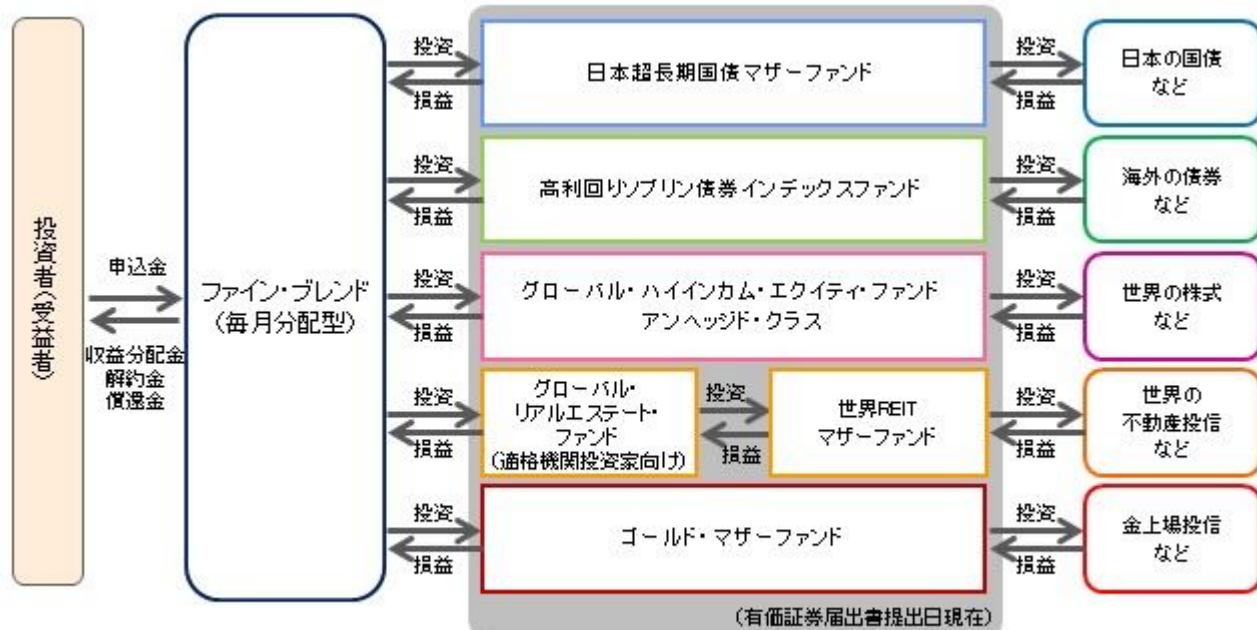 投資者(受益者)
申込金
収益分配金
解約金
償還金
ファイン・ブレンド
(毎月分配型)
投資
損益
日本超長期国債マザーファンド
投資
損益
日本の国債
など
投資
損益
高利回りソブリン債券インデックスファンド
投資
損益
海外の債券
など
投資
損益
グローバル・ハイインカム・エクイティ・ファンド
アンヘッジド・クラス
投資
損益
世界の株式
など
投資
損益
グローバル・
リアルエステート・
ファンド
(適格機関投資家向け)
投資
損益
世界REIT
マザーファンド
投資
損益
世界の
不動産投信
など
投資
損益
ゴールド・マザーファンド
投資
損益
金上場投信
など
(有価証券届出書提出日現在)